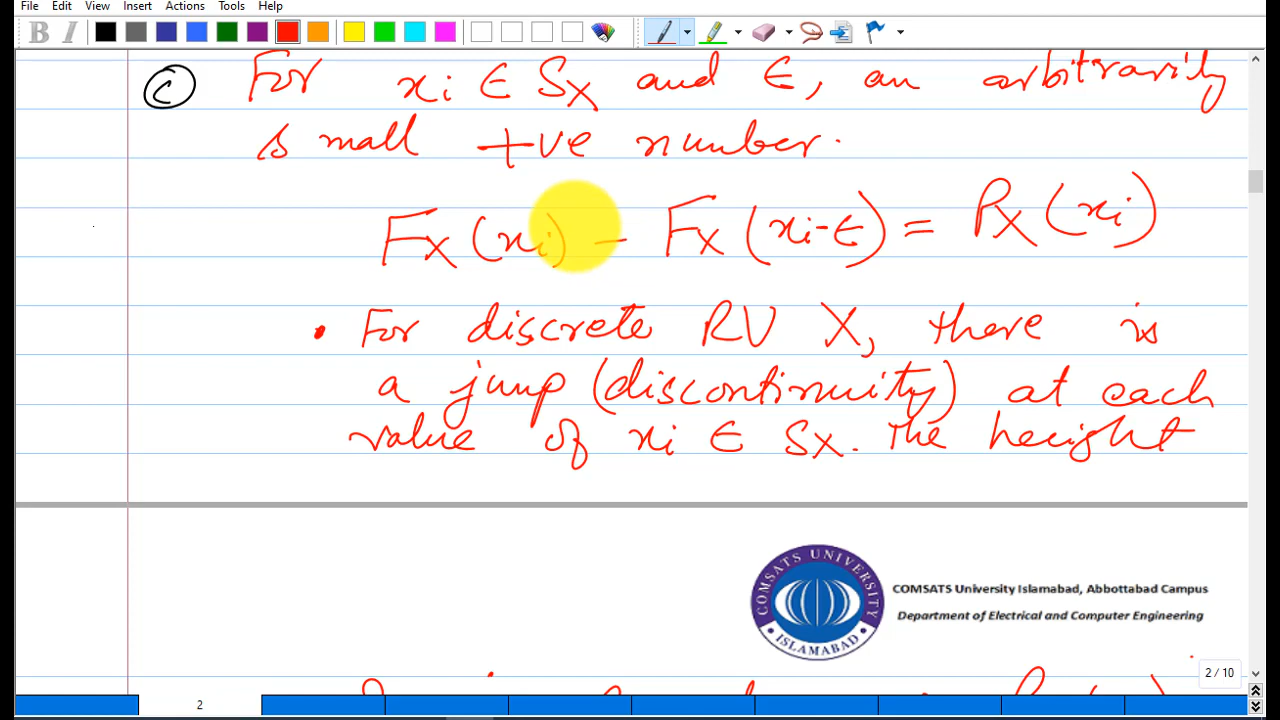 File Edit View Insert Actions Tools Help
B I
(c) For xi ∈ Sx and ∈, an arbitrarily
small +ve number.
Fx (xi) - Fx (xi-ϵ) = Px (xi)
• For discrete RV X, there is
a jump (discontinuity) at each
value of xi ∈ Sx. The height
COMSATS UNIVERSITY
ISLAMABAD
COMSATS University Islamabad, Abbottabad Campus
Department of Electrical and Computer Engineering
2 / 10
2